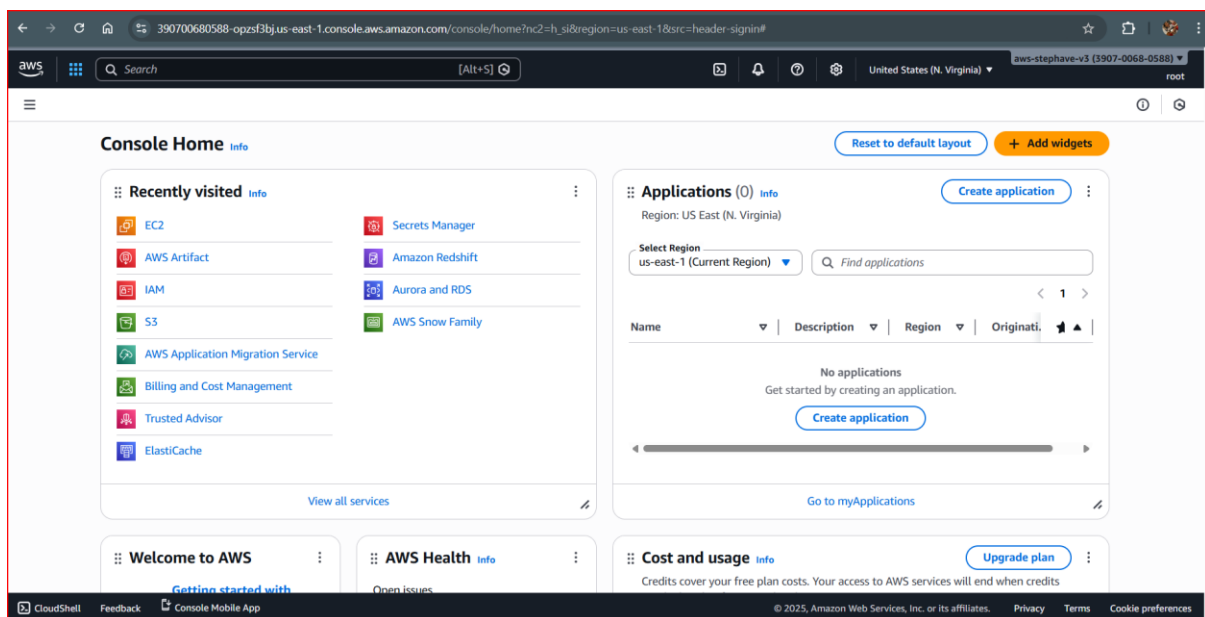 390700680588-opzsf3bj.us-east-1.console.aws.amazon.com/console/home?nc2=h_si&region=us-east-1&src=header-signin#
aws
Search
[Alt+S]
United States (N. Virginia)
aws-stephave-v3 (3907-0068-0588)
root
Console Home Info
Reset to default layout
+ Add widgets
Recently visited Info
EC2
AWS Artifact
IAM
S3
AWS Application Migration Service
Billing and Cost Management
Trusted Advisor
ElastiCache
Secrets Manager
Amazon Redshift
Aurora and RDS
AWS Snow Family
View all services
Applications (0) Info
Create application
Region: US East (N. Virginia)
Select Region
us-east-1 (Current Region)
Find applications
1
Name
Description
Region
Originati.
No applications
Get started by creating an application.
Create application
Go to myApplications
Welcome to AWS
Getting started with
AWS Health Info
Open issues
Cost and usage Info
Upgrade plan
Credits cover your free plan costs. Your access to AWS services will end when credits
CloudShell
Feedback
Console Mobile App
© 2025, Amazon Web Services, Inc. or its affiliates.
Privacy
Terms
Cookie preferences